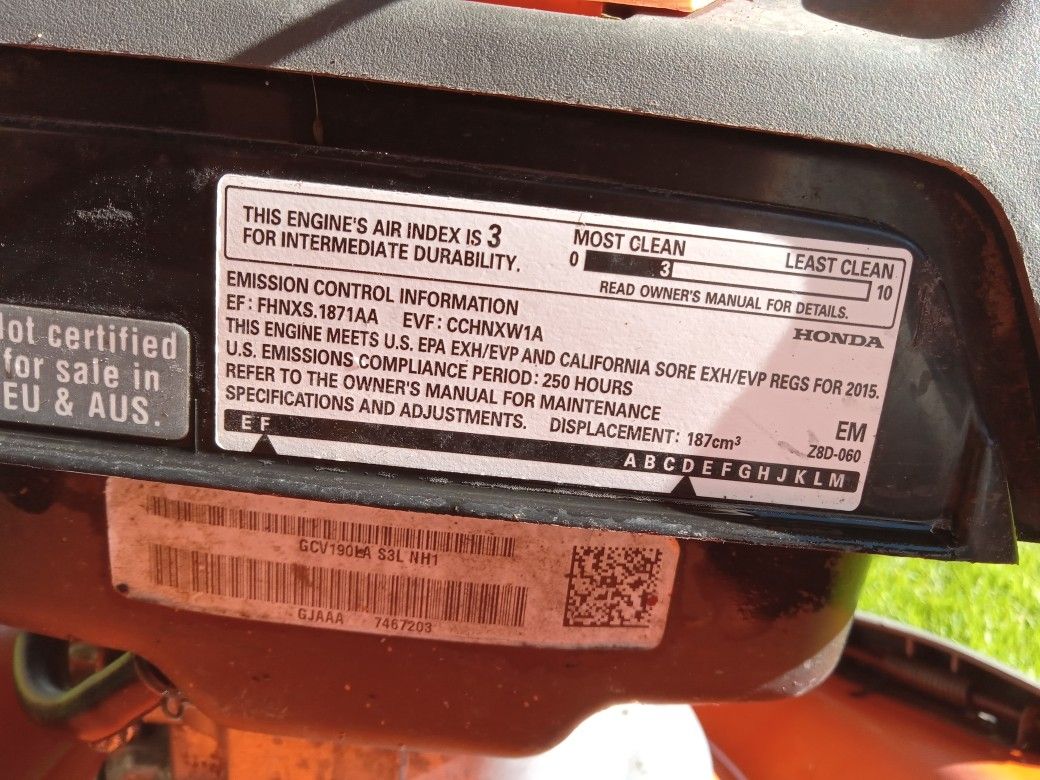 THIS ENGINE'S AIR INDEX IS 3
FOR INTERMEDIATE DURABILITY.
MOST CLEAN
LEAST CLEAN
0 3 10
READ OWNER'S MANUAL FOR DETAILS.
EMISSION CONTROL INFORMATION
EF: FHNXS.1871AA EVF: CCHNXW1A
HONDA
THIS ENGINE MEETS U.S. EPA EXH/EVP AND CALIFORNIA SORE EXH/EVP REGS FOR 2015.
U.S. EMISSIONS COMPLIANCE PERIOD: 250 HOURS
REFER TO THE OWNER'S MANUAL FOR MAINTENANCE
SPECIFICATIONS AND ADJUSTMENTS. DISPLACEMENT: 187cm³
EM
Z8D-060
E F
A B C D E F G H J K L M
Not certified
for sale in
EU & AUS.
GCV190LA S3L NH1
GJAAA 7467203